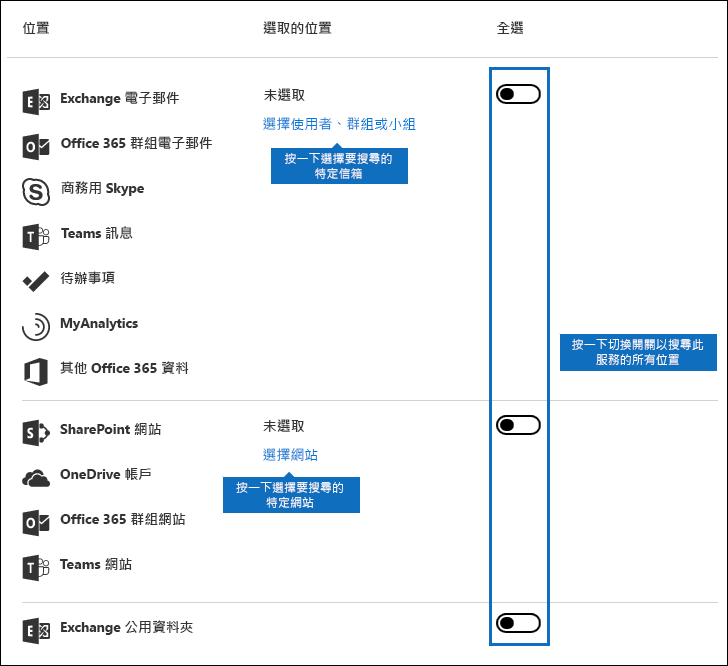 位置 選取的位置 全選
Exchange 電子郵件
未選取
選擇使用者、群組或小組
按一下選擇要搜尋的
特定信箱
Office 365 群組電子郵件
商務用 Skype
Teams 訊息
待辦事項
MyAnalytics
其他 Office 365 資料
按一下切換開關以搜尋此
服務的所有位置
SharePoint 網站
未選取
選擇網站
按一下選擇要搜尋的
特定網站
OneDrive 帳戶
Office 365 群組網站
Teams 網站
Exchange 公用資料夾